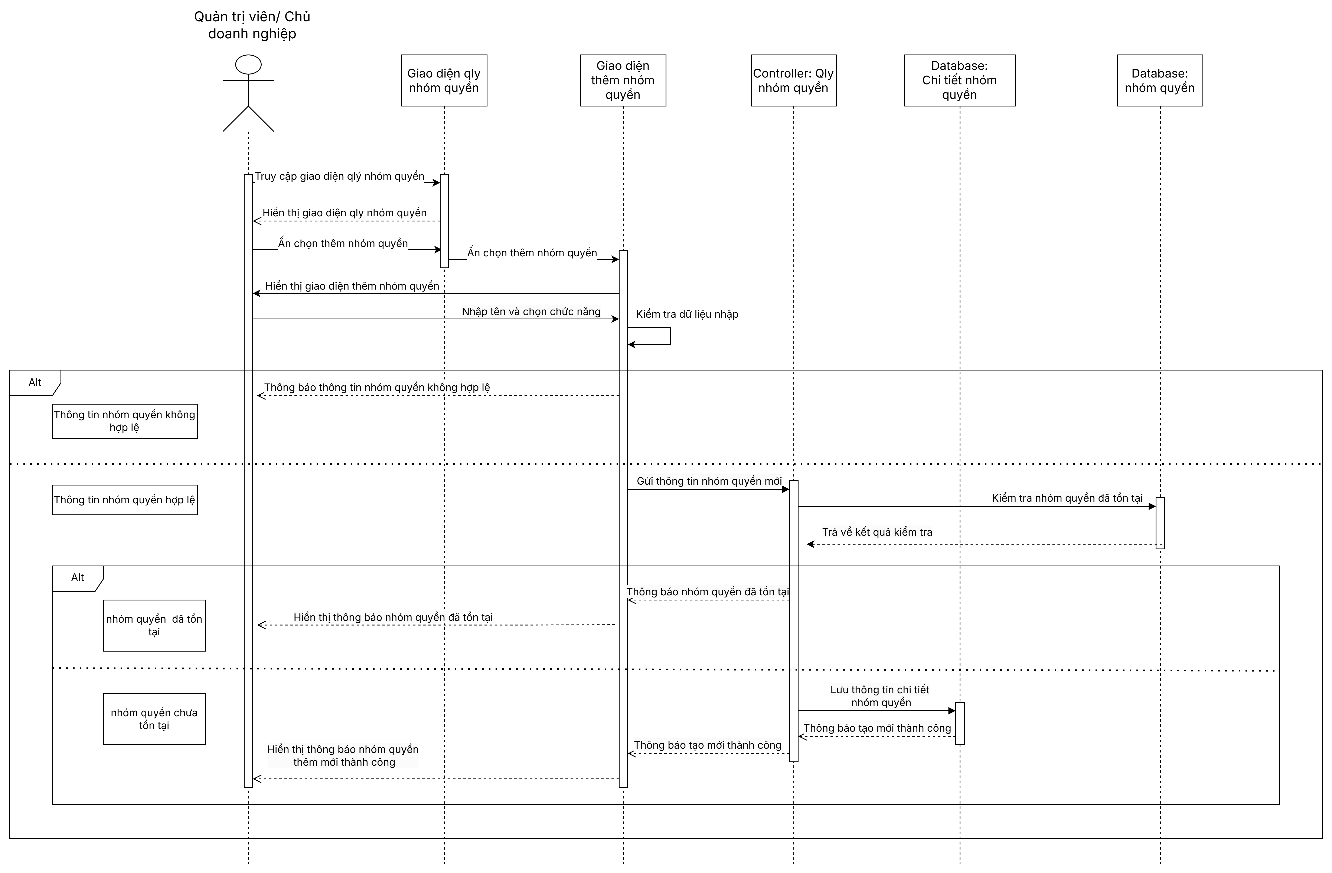 Quản trị viên/ Chủ
doanh nghiệp
Giao diện qly
nhóm quyền
Giao diện
thêm nhóm
quyền
Controller: Qly
nhóm quyền
Database:
Chi tiết nhóm
quyền
Database:
nhóm quyền
Truy cập giao diện qlý nhóm quyền
Hiển thị giao diện qly nhóm quyền
Ấn chọn thêm nhóm quyền
Ấn chọn thêm nhóm quyền
Hiển thị giao diện thêm nhóm quyền
Nhập tên và chọn chức năng
Kiểm tra dữ liệu nhập
Alt
Thông báo thông tin nhóm quyền không hợp lệ
Thông tin nhóm quyền không
hợp lệ
Gửi thông tin nhóm quyền mới
Thông tin nhóm quyền hợp lệ
Kiểm tra nhóm quyền đã tồn tại
Trả về kết quả kiểm tra
Alt
Thông báo nhóm quyền đã tồn tại
nhóm quyền đã tồn
tại
Hiển thị thông báo nhóm quyền đã tồn tại
Lưu thông tin chi tiết
nhóm quyền
nhóm quyền chưa
tồn tại
Thông báo tạo mới thành công
Thông báo tạo mới thành công
Hiển thị thông báo nhóm quyền
thêm mới thành công